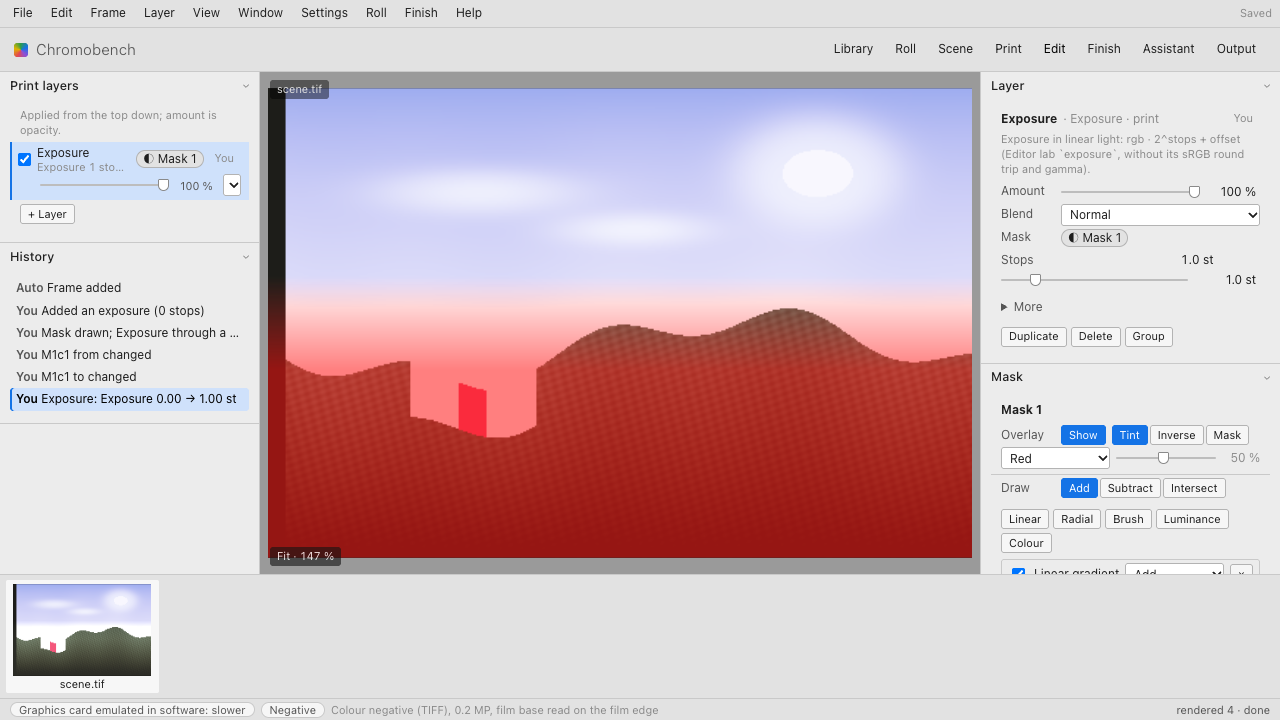 File Edit Frame Layer View Window Settings Roll Finish Help Saved
Chromobench Library Roll Scene Print Edit Finish Assistant Output
Print layers
Applied from the top down; amount is
opacity.
Exposure Mask 1 You
Exposure 1 sto...
100 %
+ Layer
History
Auto Frame added
You Added an exposure (0 stops)
You Mask drawn; Exposure through a ...
You M1c1 from changed
You M1c1 to changed
You Exposure: Exposure 0.00 → 1.00 st
scene.tif
Fit · 147 %
Layer
Exposure · Exposure · print You
Exposure in linear light: rgb · 2^stops + offset
(Editor lab `exposure`, without its sRGB round
trip and gamma).
Amount 100 %
Blend Normal
Mask Mask 1
Stops 1.0 st
1.0 st
More
Duplicate Delete Group
Mask
Mask 1
Overlay Show Tint Inverse Mask
Red 50 %
Draw Add Subtract Intersect
Linear Radial Brush Luminance
Colour
Linear gradient Add
scene.tif
Graphics card emulated in software: slower Negative Colour negative (TIFF), 0.2 MP, film base read on the film edge rendered 4 · done